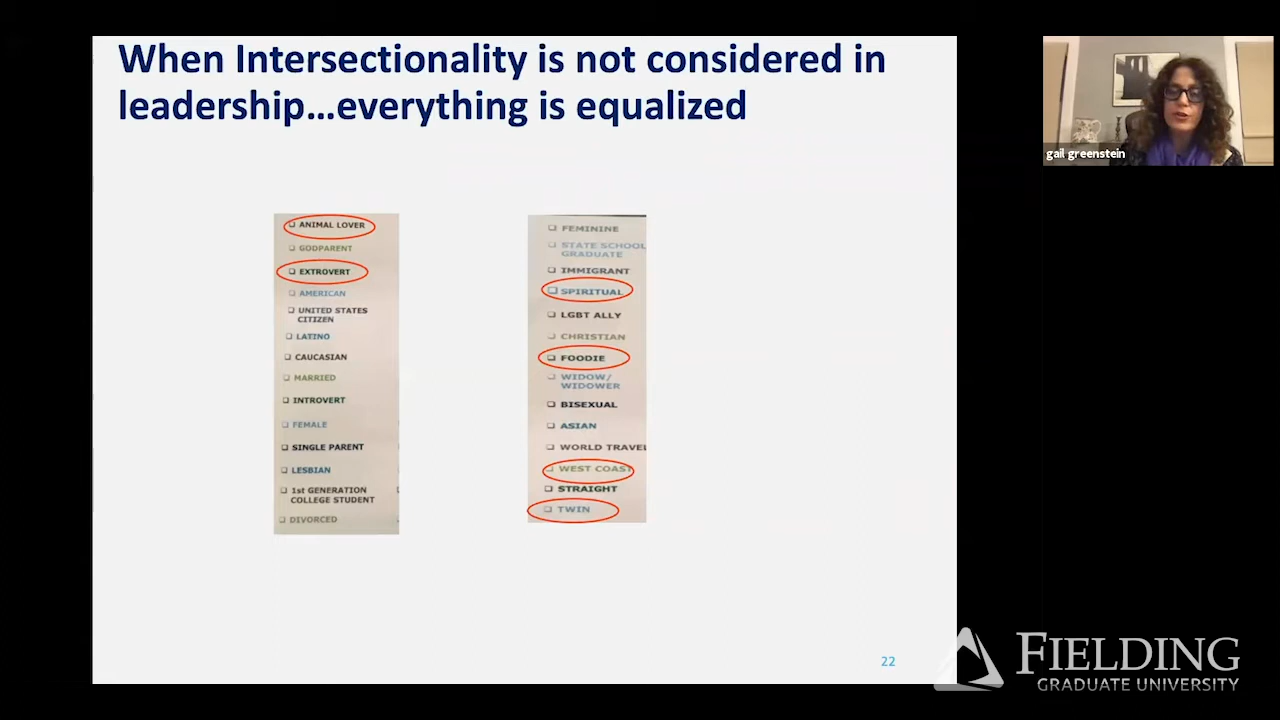 When Intersectionality is not considered in
leadership...everything is equalized
gail greenstein
ANIMAL LOVER
GODPARENT
EXTROVERT
AMERICAN
UNITED STATES
CITIZEN
LATINO
CAUCASIAN
MARRIED
INTROVERT
FEMALE
SINGLE PARENT
LESBIAN
1st GENERATION
COLLEGE STUDENT
DIVORCED
FEMININE
STATE SCHOOL
GRADUATE
IMMIGRANT
SPIRITUAL
LGBT ALLY
CHRISTIAN
FOODIE
WIDOW/
WIDOWER
BISEXUAL
ASIAN
WORLD TRAVEL
WEST COAST
STRAIGHT
TWIN
22
FIELDING
GRADUATE UNIVERSITY